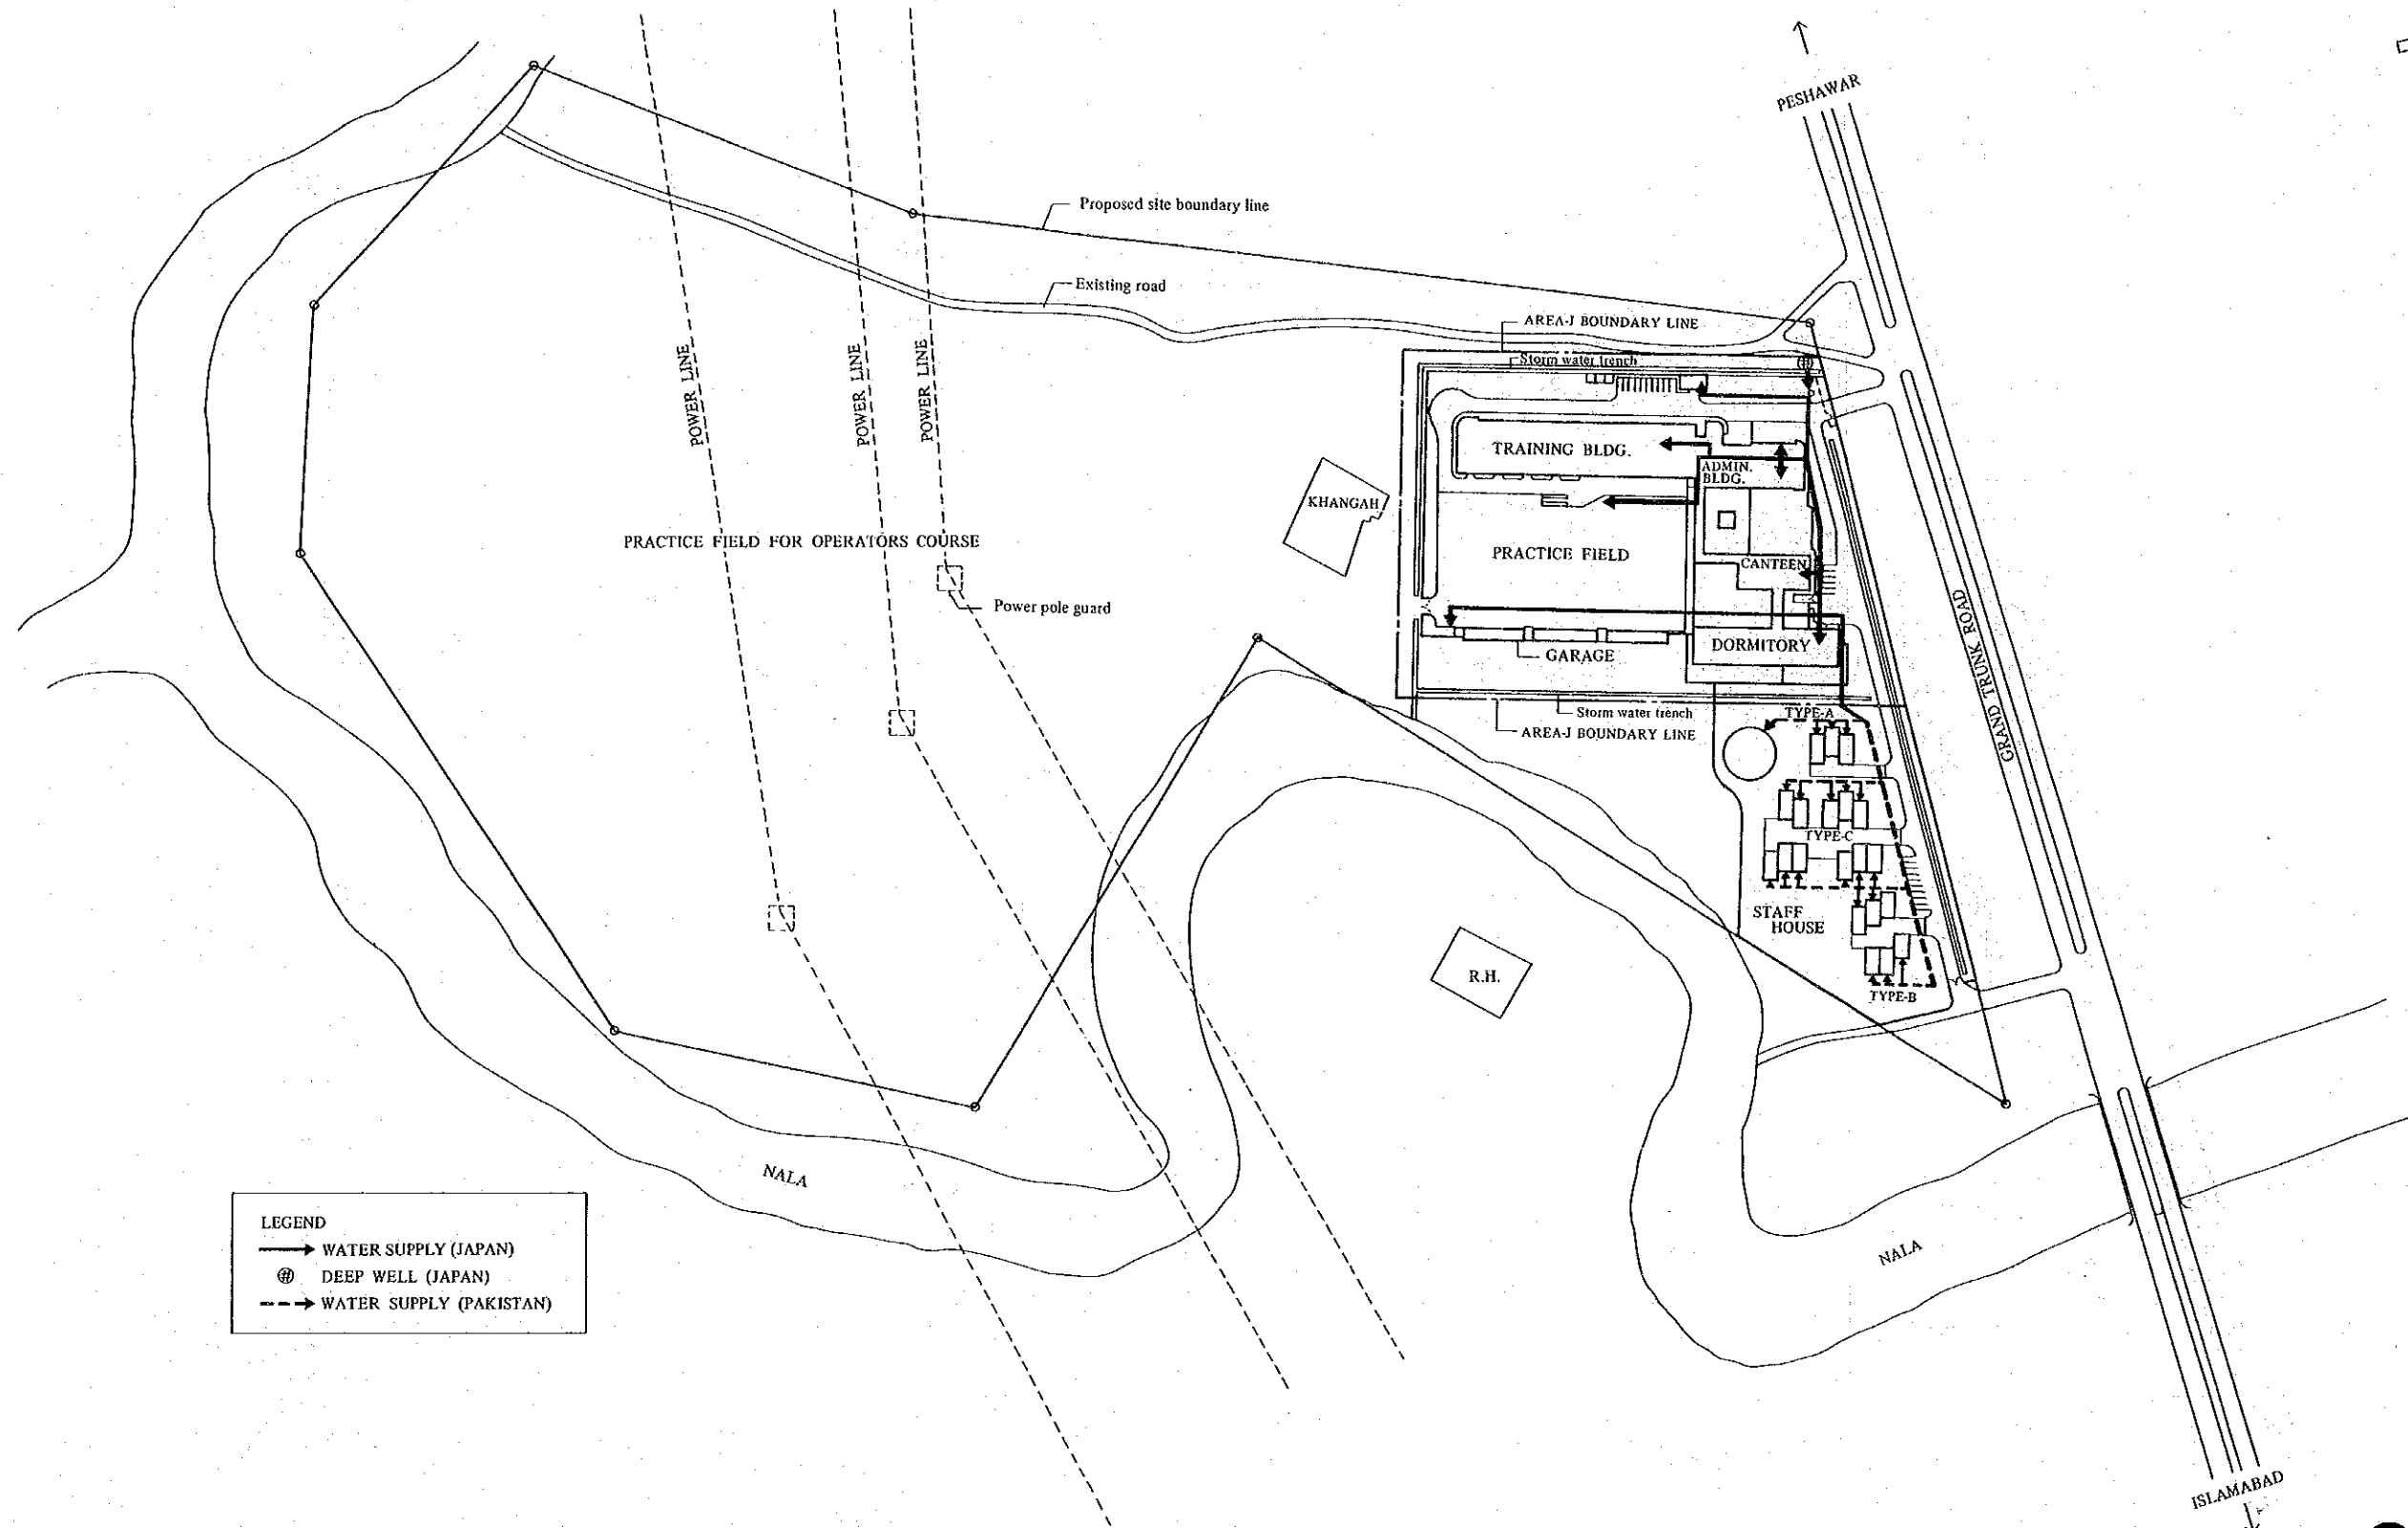 PESHAWAR
Proposed site boundary line
Existing road
AREA-J BOUNDARY LINE
Storm water trench
POWER LINE
POWER LINE
POWER LINE
TRAINING BLDG.
ADMIN.
BLDG.
KHANGAH
PRACTICE FIELD FOR OPERATORS COURSE
PRACTICE FIELD
CANTEEN
Power pole guard
GRAND TRUNK ROAD
DORMITORY
GARAGE
Storm water trench
TYPE-A
AREA-J BOUNDARY LINE
TYPE-C
STAFF
HOUSE
R.H.
TYPE-B
NALA
NALA
LEGEND
WATER SUPPLY (JAPAN)
DEEP WELL (JAPAN)
WATER SUPPLY (PAKISTAN)
ISLAMABAD